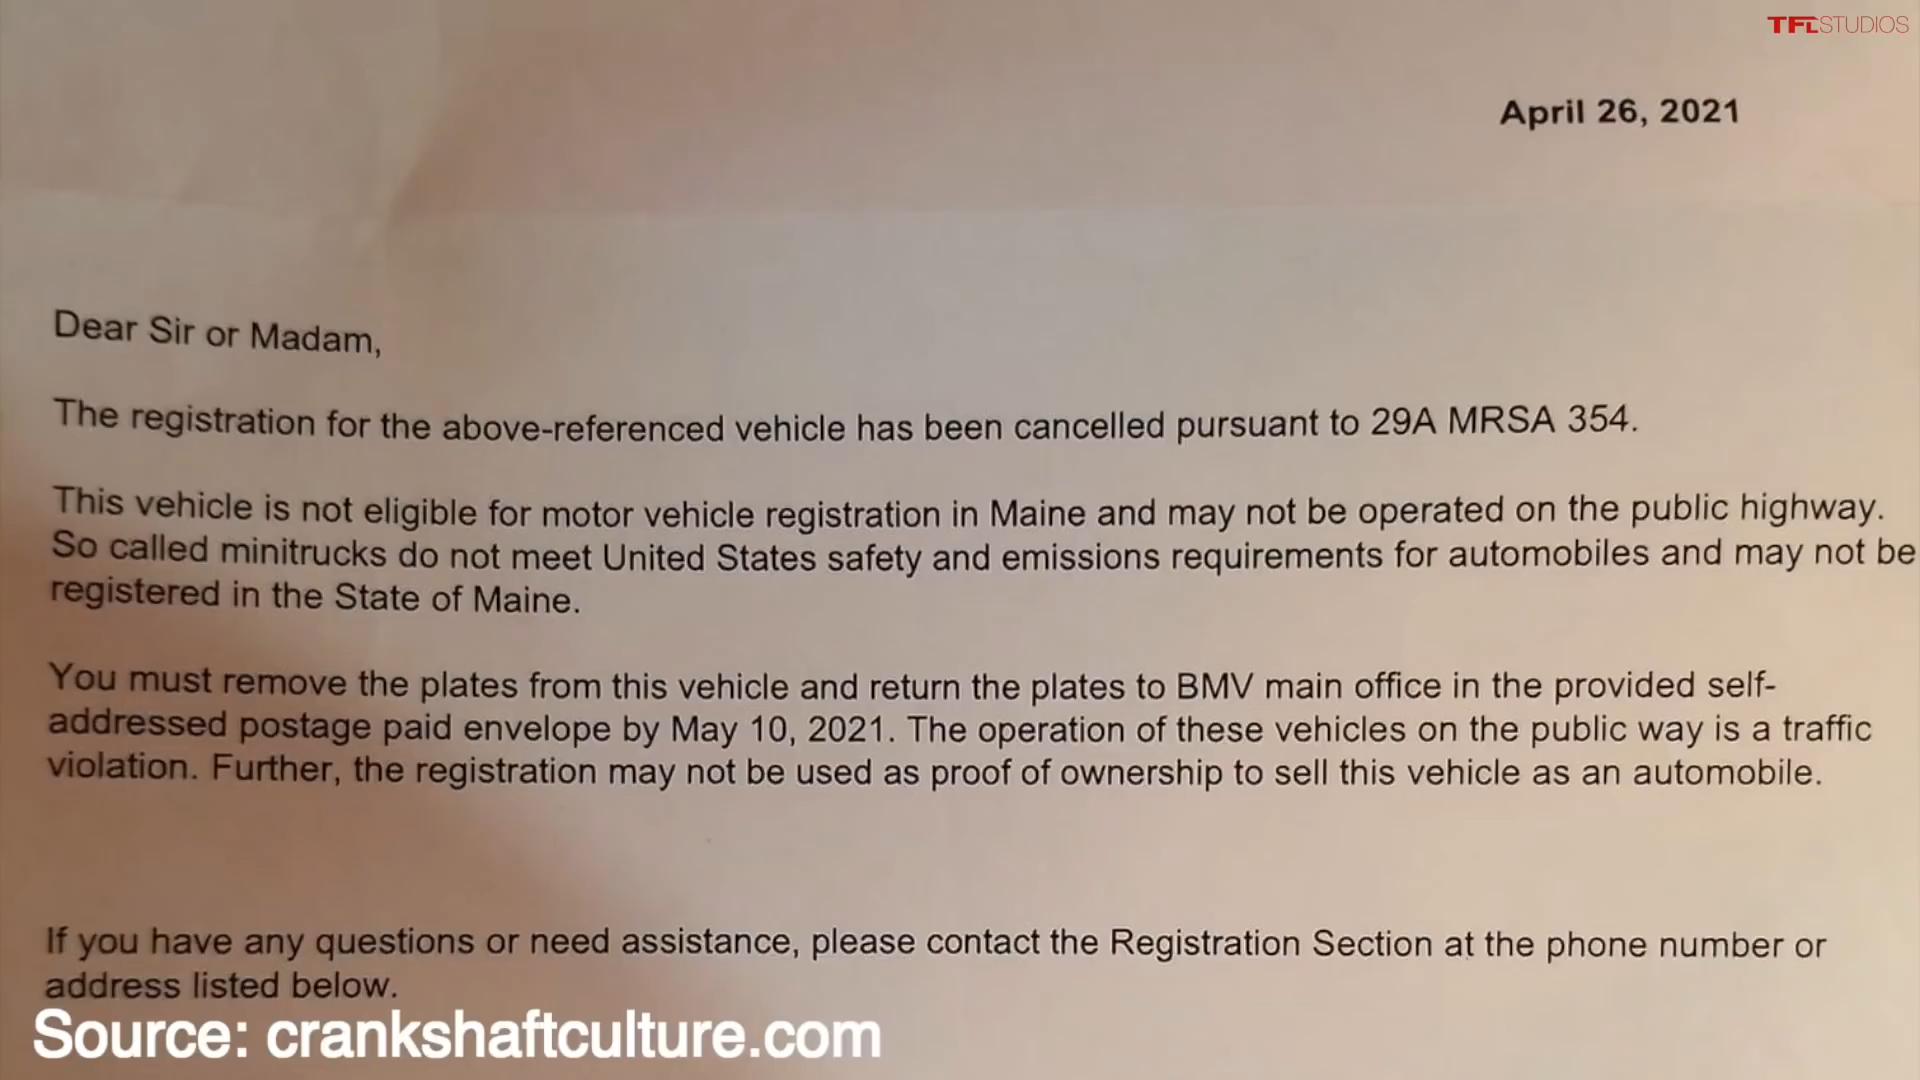 TFLSTUDIOS
April 26, 2021
Dear Sir or Madam,
The registration for the above-referenced vehicle has been cancelled pursuant to 29A MRSA 354.
This vehicle is not eligible for motor vehicle registration in Maine and may not be operated on the public highway.
So called minitrucks do not meet United States safety and emissions requirements for automobiles and may not be
registered in the State of Maine.
You must remove the plates from this vehicle and return the plates to BMV main office in the provided self-
addressed postage paid envelope by May 10, 2021. The operation of these vehicles on the public way is a traffic
violation. Further, the registration may not be used as proof of ownership to sell this vehicle as an automobile.
If you have any questions or need assistance, please contact the Registration Section at the phone number or
address listed below.
Source: crankshaftculture.com